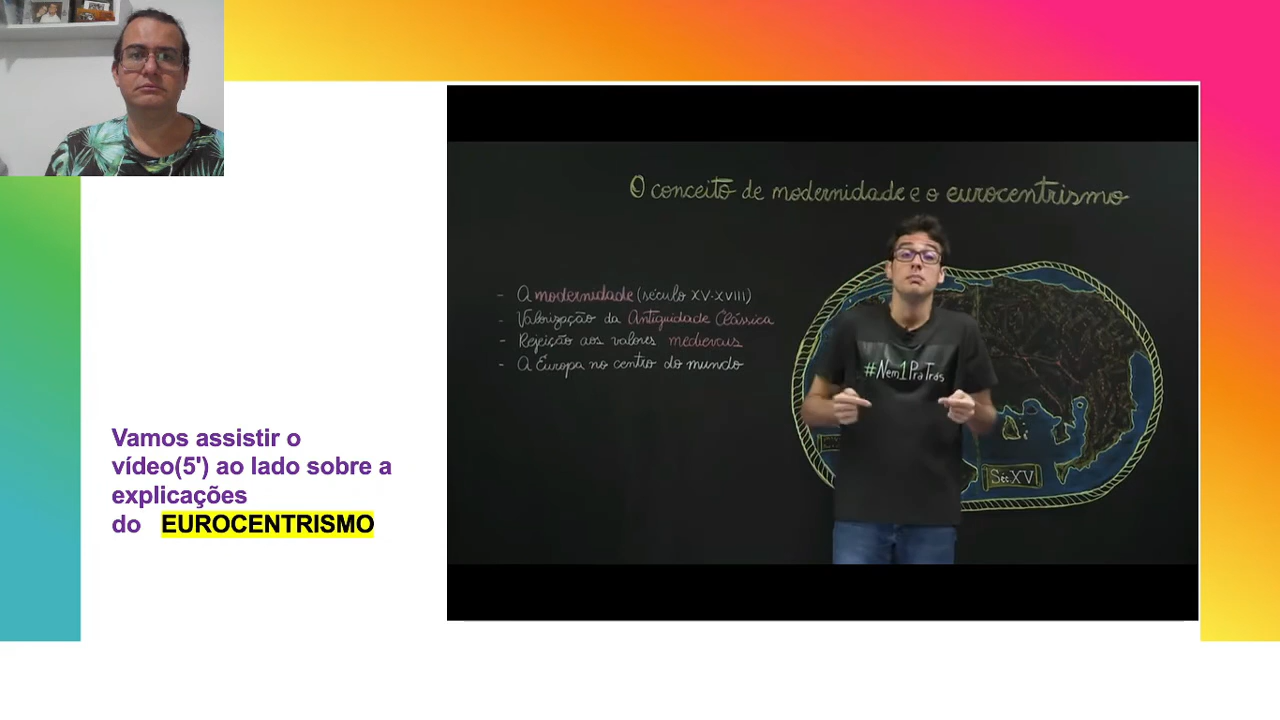 O conceito de modernidade e o eurocentrismo
- A modernidade (século XV-XVIII)
- Valorização da Antiguidade Clássica
- Rejeição aos valores medievais
- A Europa no centro do mundo
#Nem1PraTrás
Séc XVI
Vamos assistir o
vídeo(5') ao lado sobre a
explicações
do EUROCENTRISMO